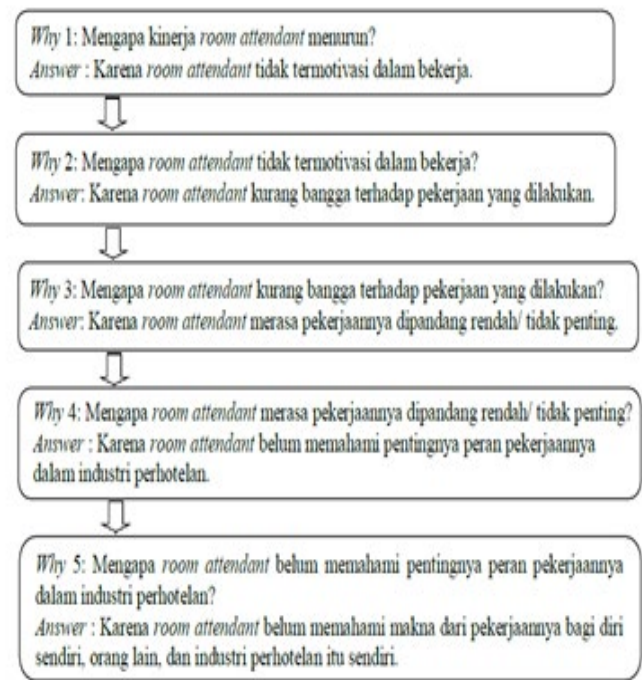 Why 1: Mengapa kinerja room attendant menurun?
Answer : Karena room attendant tidak termotivasi dalam bekerja.
Why 2: Mengapa room attendant tidak termotivasi dalam bekerja?
Answer: Karena room attendant kurang bangga terhadap pekerjaan yang dilakukan.
Why 3: Mengapa room attendant kurang bangga terhadap pekerjaan yang dilakukan?
Answer: Karena room attendant merasa pekerjaannya dipandang rendah/ tidak penting.
Why 4: Mengapa room attendant merasa pekerjaannya dipandang rendah/ tidak penting?
Answer : Karena room attendant belum memahami pentingnya peran pekerjaannya
dalam industri perhotelan.
Why 5: Mengapa room attendant belum memahami pentingnya peran pekerjaannya
dalam industri perhotelan?
Answer : Karena room attendant belum memahami makna dari pekerjaannya bagi diri
sendiri, orang lain, dan industri perhotelan itu sendiri.